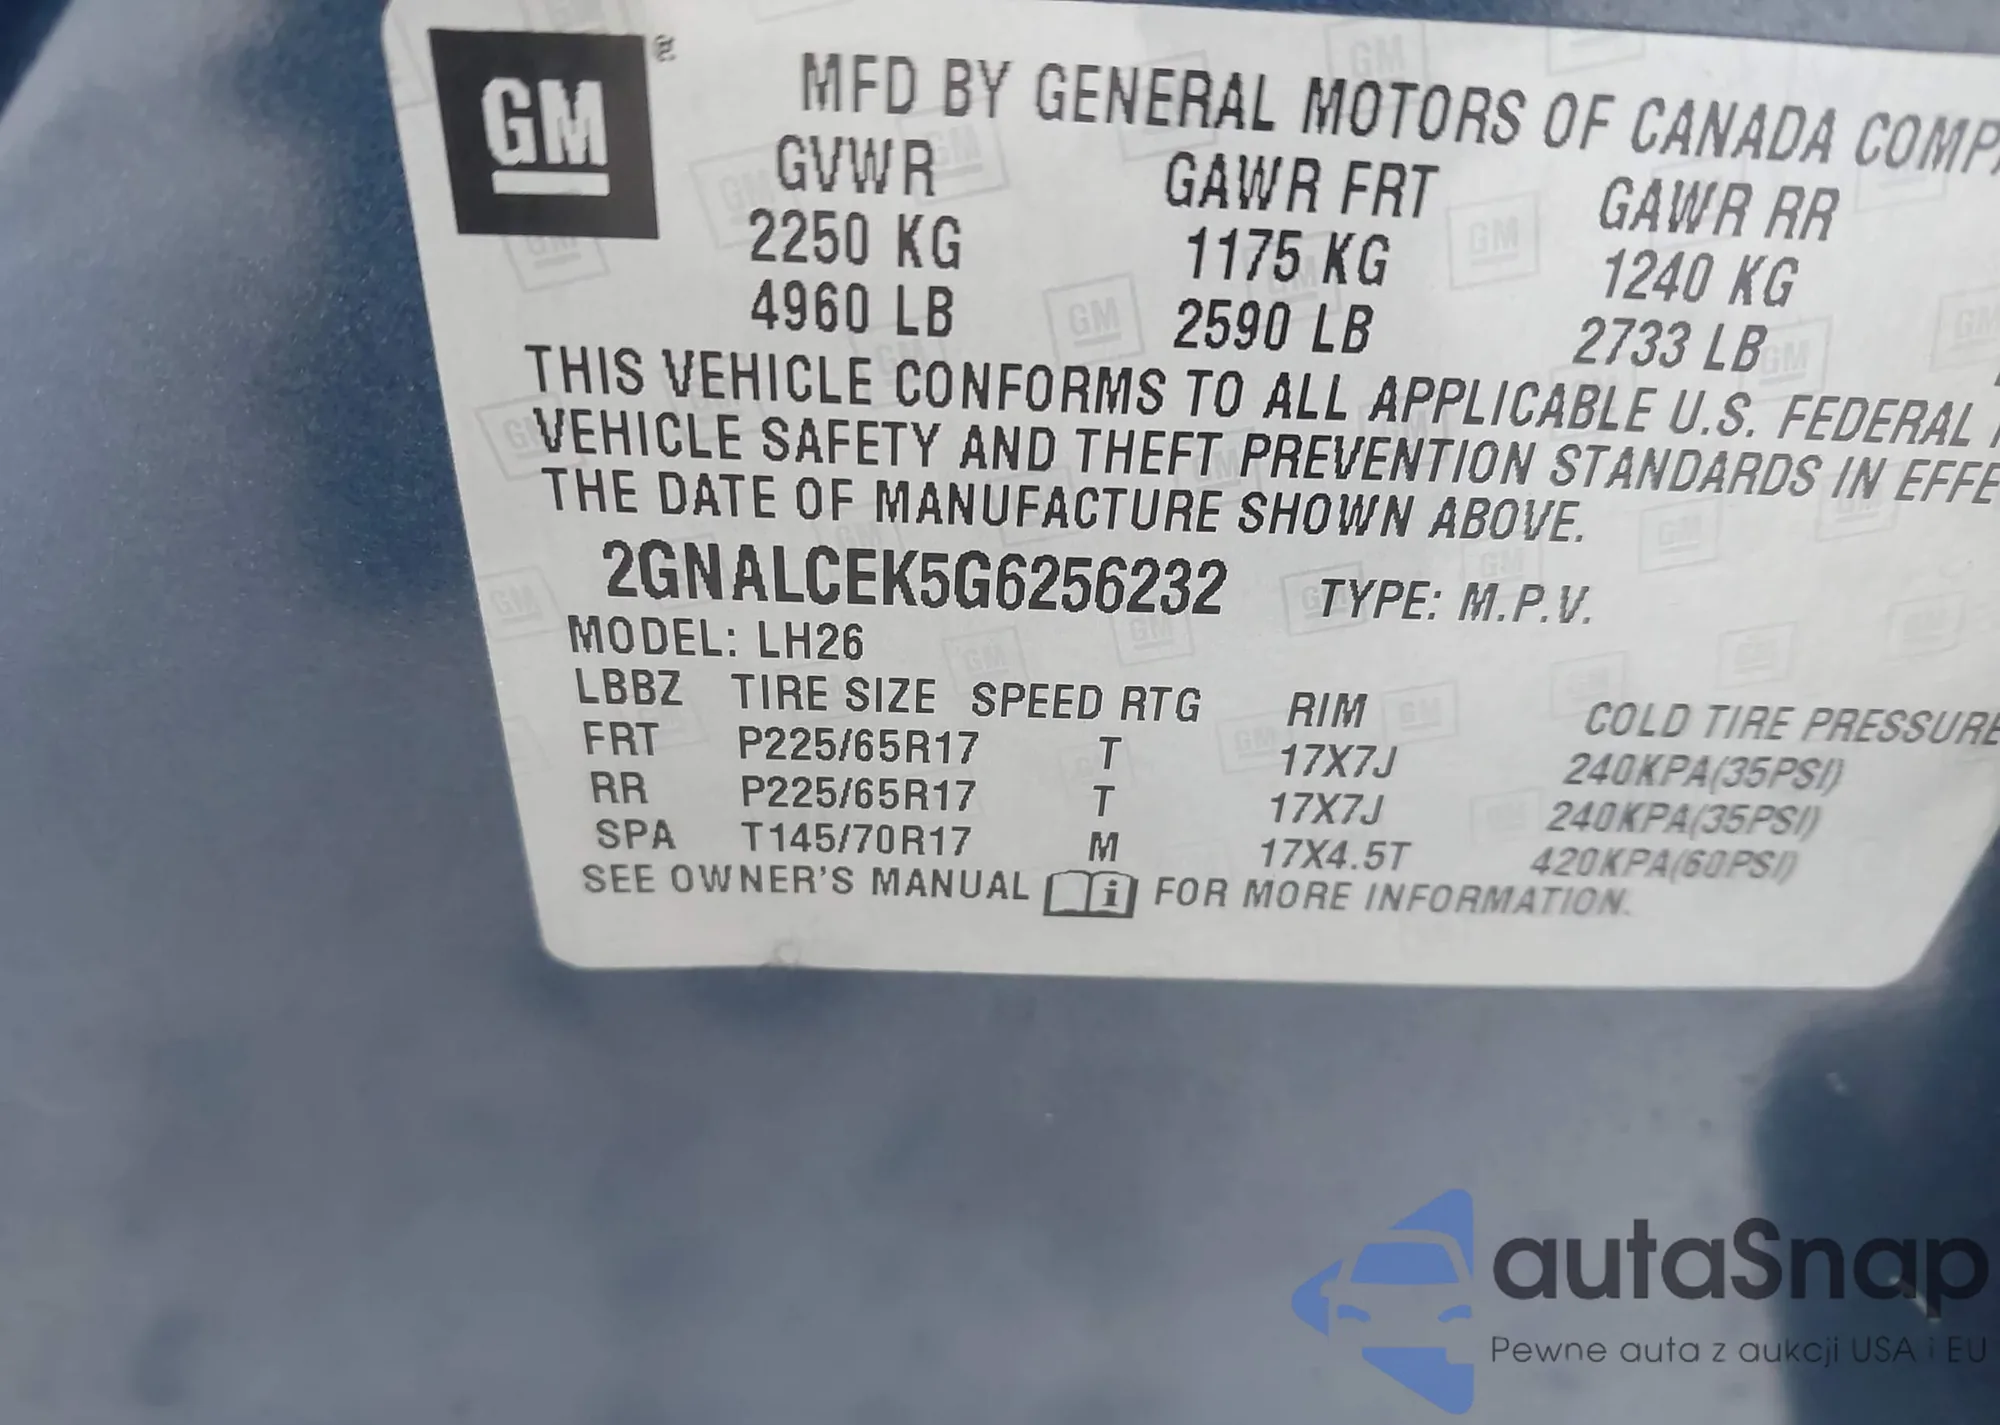 GM
MFD BY GENERAL MOTORS OF CANADA
GVWR GAWR FRT GAWR RR
2250 KG 1175 KG 1240 KG
4960 LB 2590 LB 2733 LB
THIS VEHICLE CONFORMS TO ALL APPLICABLE U.S. FEDERAL
VEHICLE SAFETY AND THEFT PREVENTION STANDARDS IN
THE DATE OF MANUFACTURE SHOWN ABOVE.
2GNALCEK5G6256232 TYPE: M.P.V.
MODEL: LH26
LBBZ TIRE SIZE SPEED RTG RIM COLD TIRE PRESSURE
FRT P225/65R17 T 17X7J 240KPA(35PSI)
RR P225/65R17 T 17X7J 240KPA(35PSI)
SPA T145/70R17 M 17X4.5T 420KPA(60PSI)
SEE OWNER'S MANUAL i FOR MORE INFORMATION.
autaSnap
Pewne auta z aukcji USA i EU